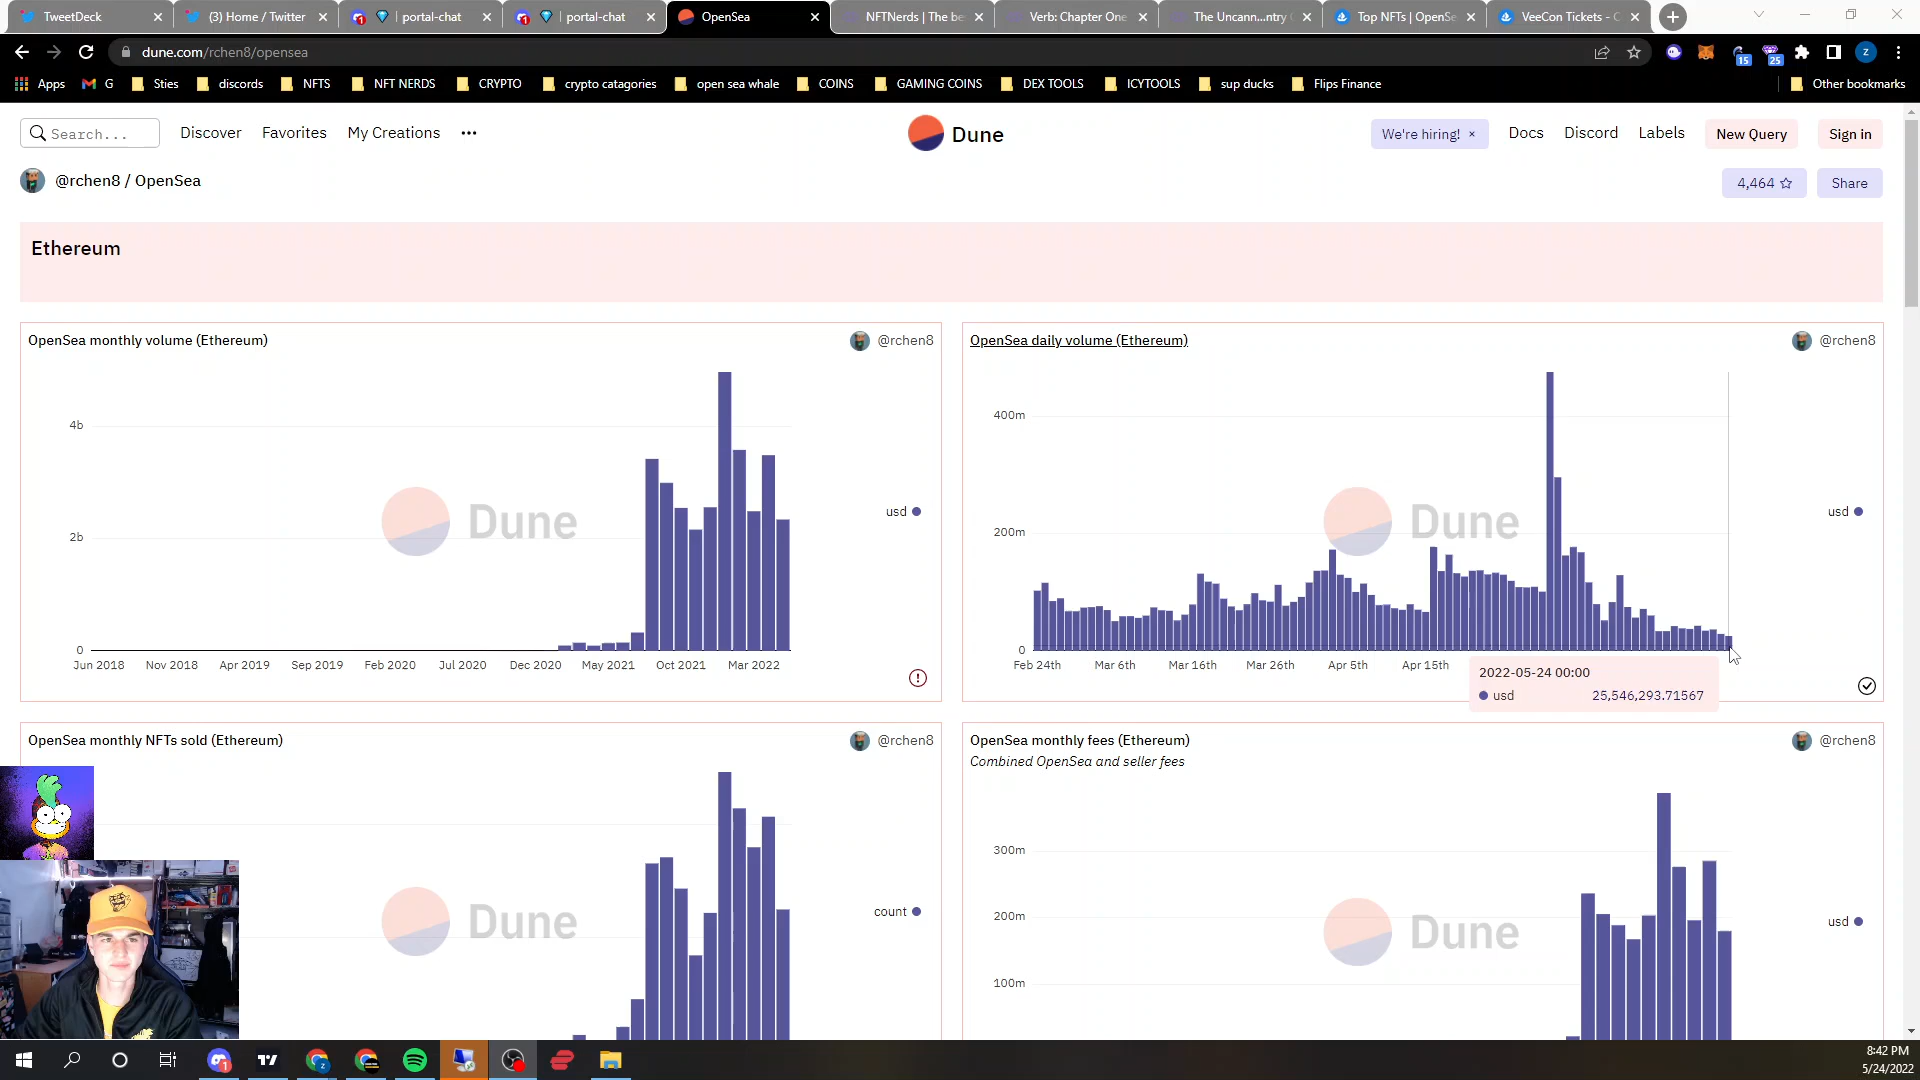 TweetDeck
(3) Home / Twitter
1 | portal-chat
1 | portal-chat
OpenSea
NFTNerds | The be
Verb: Chapter One
The Uncann...ntry
Top NFTs | OpenSe
VeeCon Tickets -
dune.com/rchen8/opensea
15
25
z
Apps
G
Sties
discords
NFTS
NFT NERDS
CRYPTO
crypto catagories
open sea whale
COINS
GAMING COINS
DEX TOOLS
ICYTOOLS
sup ducks
Flips Finance
Other bookmarks
Search...
Discover
Favorites
My Creations
•••
Dune
We're hiring! ×
Docs
Discord
Labels
New Query
Sign in
@rchen8 / OpenSea
4,464
Share
Ethereum
OpenSea monthly volume (Ethereum)
@rchen8
4b
2b
0
Dune
usd
Jun 2018
Nov 2018
Apr 2019
Sep 2019
Feb 2020
Jul 2020
Dec 2020
May 2021
Oct 2021
Mar 2022
OpenSea daily volume (Ethereum)
@rchen8
400m
200m
0
Dune
usd
Feb 24th
Mar 6th
Mar 16th
Mar 26th
Apr 5th
Apr 15th
2022-05-24 00:00
usd 25,546,293.71567
OpenSea monthly NFTs sold (Ethereum)
@rchen8
Dune
count
OpenSea monthly fees (Ethereum)
Combined OpenSea and seller fees
@rchen8
300m
200m
100m
Dune
usd
1
8:42 PM
5/24/2022